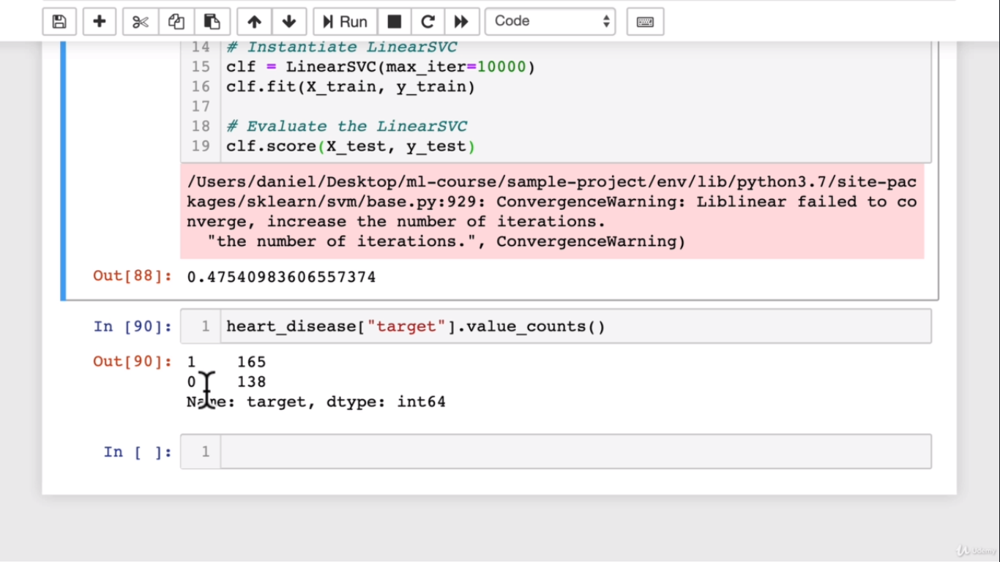 Run
Code
14 # Instantiate LinearSVC
15 clf = LinearSVC(max_iter=10000)
16 clf.fit(X_train, y_train)
17
18 # Evaluate the LinearSVC
19 clf.score(X_test, y_test)
/Users/daniel/Desktop/ml-course/sample-project/env/lib/python3.7/site-pac
kages/sklearn/svm/base.py:929: ConvergenceWarning: Liblinear failed to co
nverge, increase the number of iterations.
"the number of iterations.", ConvergenceWarning)
Out[88]: 0.47540983606557374
In [90]: 1 heart_disease["target"].value_counts()
Out[90]: 1 165
0 138
Name: target, dtype: int64
In [ ]: 1
Udemy